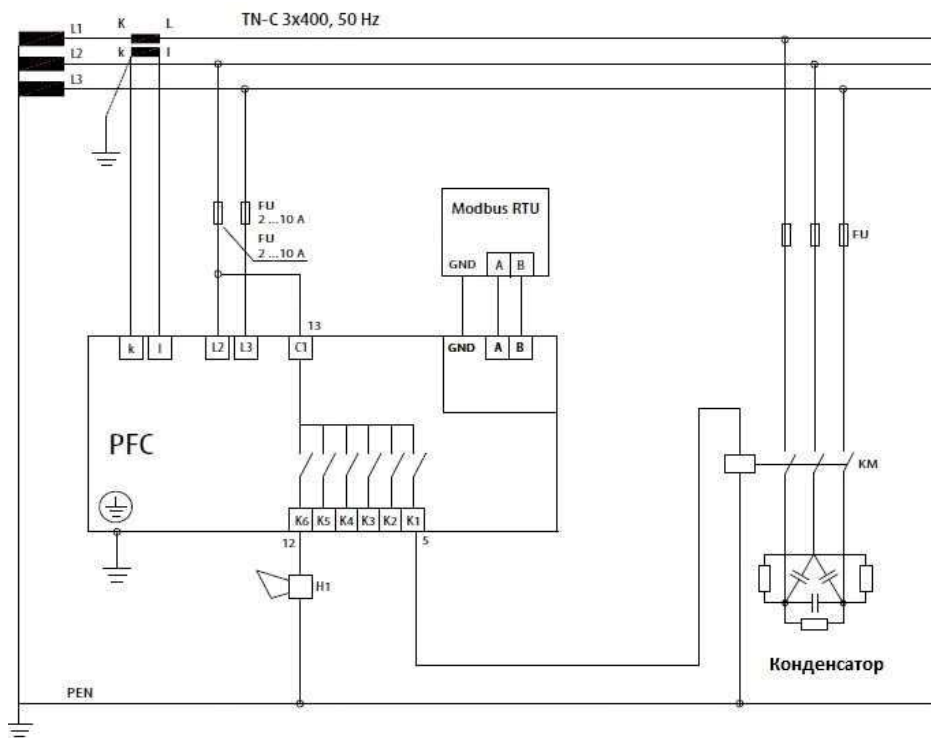 TN-C 3x400, 50 Hz
L1
K
L
L2
k
l
L3
FU
2 ...10 A
FU
2 ...10 A
Modbus RTU
GND
A
B
FU
13
k
l
L2
L3
C1
GND
A
B
PFC
KM
K6
K5
K4
K3
K2
K1
12
5
H1
Конденсатор
PEN